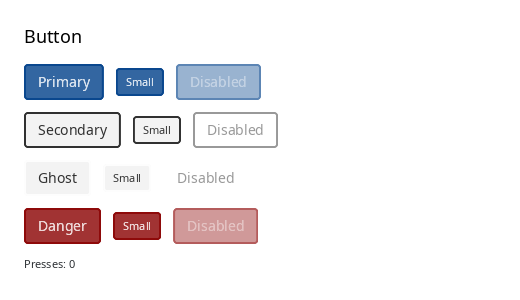 Button
Primary Small Disabled
Secondary Small Disabled
Ghost Small Disabled
Danger Small Disabled
Presses: 0